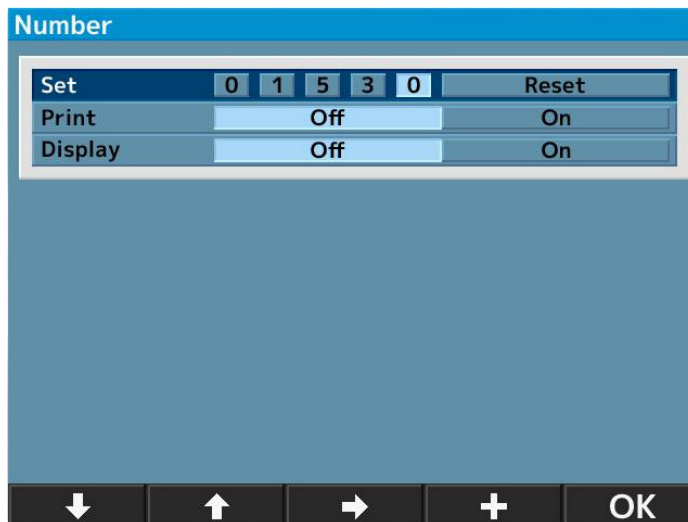 Number
Set 0 1 5 3 0 Reset
Print Off On
Display Off On
OK